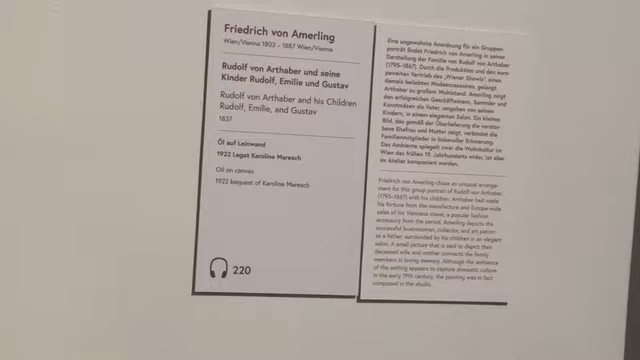 Friedrich von Amerling
Wien/Vienna 1803 – 1887 Wien/Vienna
Rudolf von Arthaber und seine
Kinder Rudolf, Emilie und Gustav
Rudolf von Arthaber and his Children
Rudolf, Emilie, and Gustav
1837
Öl auf Leinwand
1922 Legat Karoline Maresch
Oil on canvas
1922 bequest of Karoline Maresch
220
Eine ungewohnte Anordnung für ein Gruppen-
porträt findet Friedrich von Amerling in seiner
Darstellung der Familie von Rudolf von Arthaber
(1795–1867). Durch die Produktion und den euro-
paweiten Vertrieb des „Wiener Shawls", eines
damals beliebten Modeaccessoires, gelangt
Arthaber zu großem Wohlstand. Amerling zeigt
den erfolgreichen Geschäftsmann, Sammler und
Kunstmäzen als Vater, umgeben von seinen
Kindern, in einem eleganten Salon. Ein kleines
Bild, das gemäß der Überlieferung die verstor-
bene Ehefrau und Mutter zeigt, verbindet die
Familienmitglieder in liebevoller Erinnerung.
Das Ambiente spiegelt zwar die Wohnkultur im
Wien des frühen 19. Jahrhunderts wider, ist aber
im Atelier komponiert worden.
Friedrich von Amerling chose an unusual arrange-
ment for this group portrait of Rudolf von Arthaber
(1795–1867) with his children. Arthaber had made
his fortune from the manufacture and Europe-wide
sales of his Viennese shawl, a popular fashion
accessory from the period. Amerling depicts the
successful businessman, collector, and art patron
as a father, surrounded by his children in an elegant
salon. A small picture that is said to depict their
deceased wife and mother connects the family
members in loving memory. Although the ambience
of the setting appears to capture domestic culture
in the early 19th century, the painting was in fact
composed in the studio.